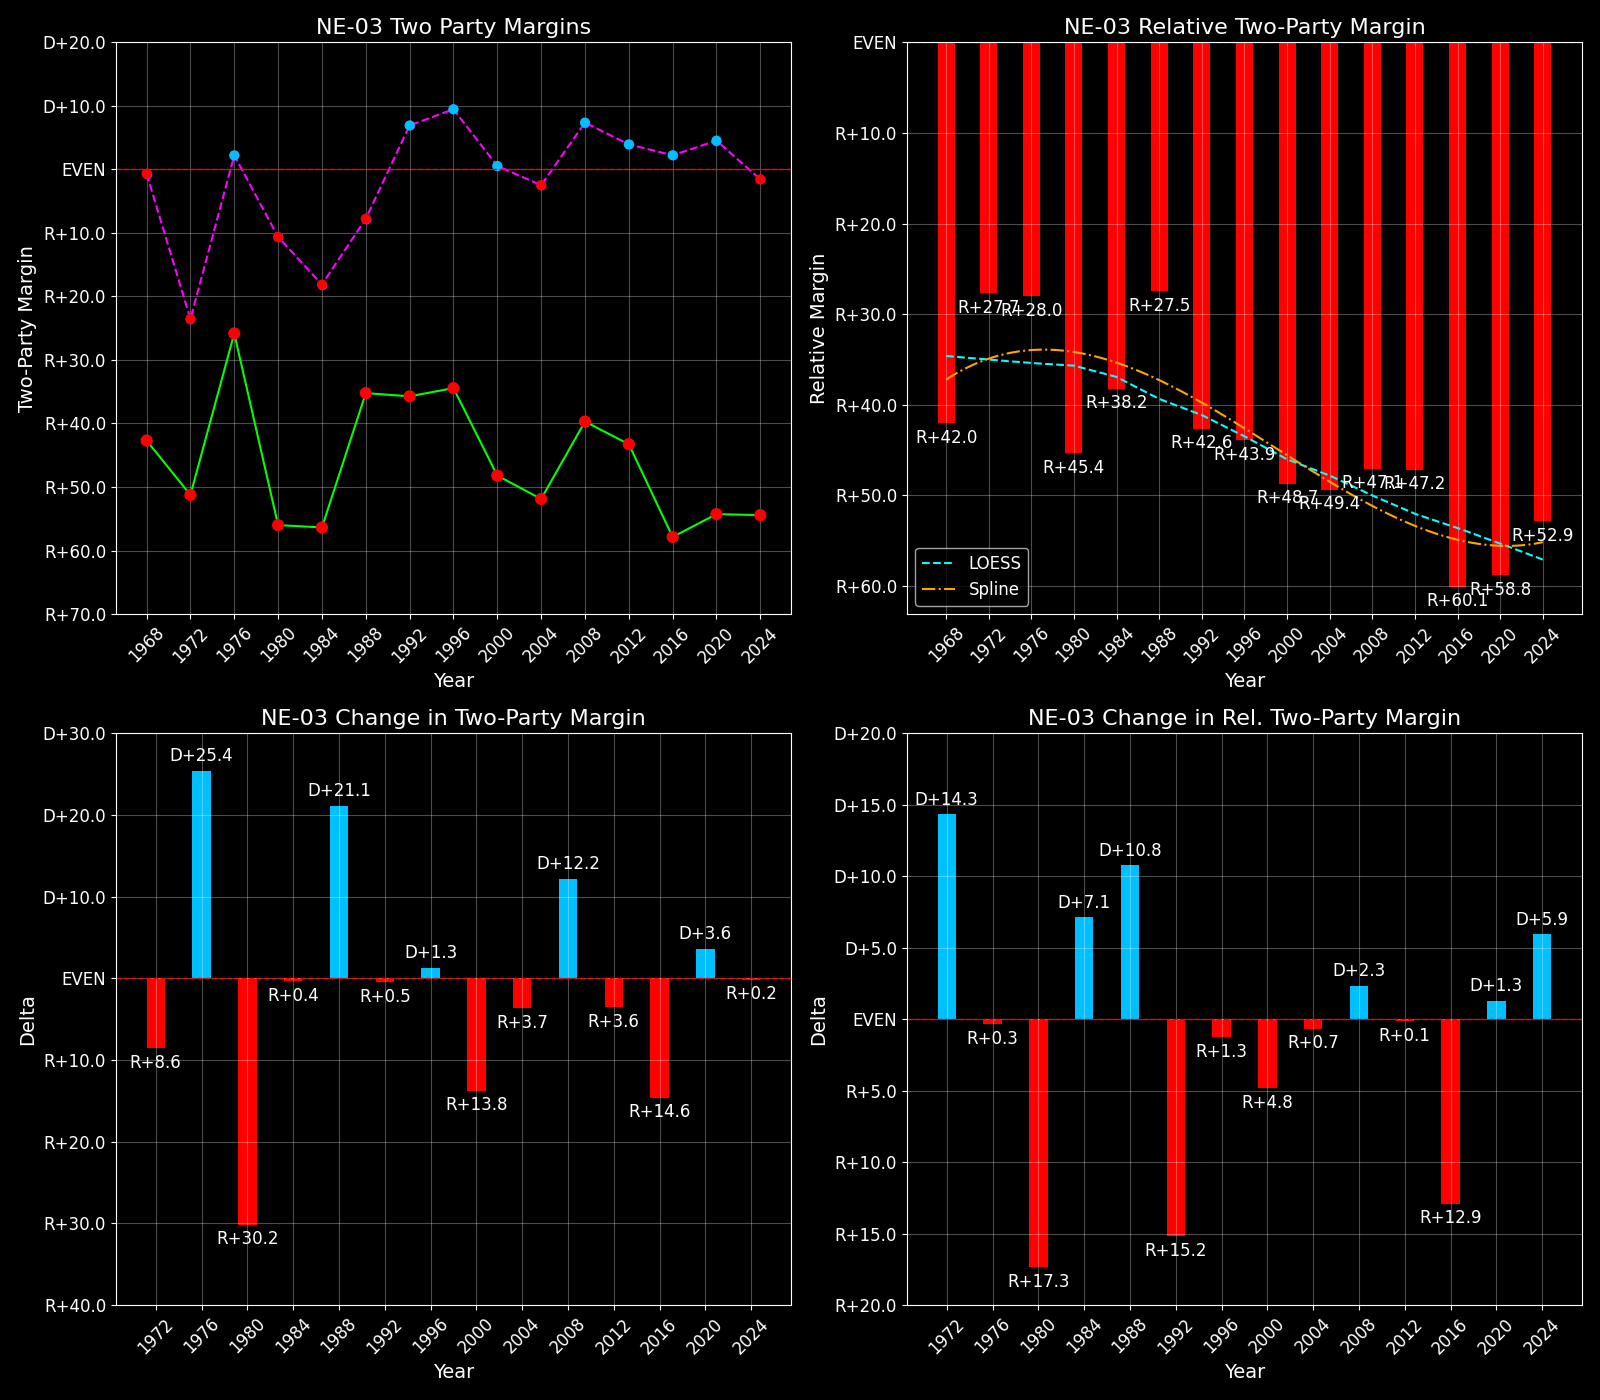 NE-03 Two Party Margins
D+20.0
D+10.0
EVEN
R+10.0
R+20.0
R+30.0
R+40.0
R+50.0
R+60.0
R+70.0
Two-Party Margin
1968 1972 1976 1980 1984 1988 1992 1996 2000 2004 2008 2012 2016 2020 2024
Year
NE-03 Relative Two-Party Margin
EVEN
R+10.0
R+20.0
R+30.0
R+40.0
R+50.0
R+60.0
Relative Margin
R+42.0
R+27.7
R+28.0
R+45.4
R+38.2
R+27.5
R+42.6
R+43.9
R+48.7
R+49.4
R+47.1
R+47.2
R+60.1
R+58.8
R+52.9
LOESS
Spline
1968 1972 1976 1980 1984 1988 1992 1996 2000 2004 2008 2012 2016 2020 2024
Year
NE-03 Change in Two-Party Margin
D+30.0
D+20.0
D+10.0
EVEN
R+10.0
R+20.0
R+30.0
R+40.0
Delta
R+8.6
D+25.4
R+30.2
R+0.4
D+21.1
R+0.5
D+1.3
R+13.8
R+3.7
D+12.2
R+3.6
R+14.6
D+3.6
R+0.2
1972 1976 1980 1984 1988 1992 1996 2000 2004 2008 2012 2016 2020 2024
Year
NE-03 Change in Rel. Two-Party Margin
D+20.0
D+15.0
D+10.0
D+5.0
EVEN
R+5.0
R+10.0
R+15.0
R+20.0
Delta
D+14.3
R+0.3
R+17.3
D+7.1
D+10.8
R+15.2
R+1.3
R+4.8
R+0.7
D+2.3
R+0.1
R+12.9
D+1.3
D+5.9
1972 1976 1980 1984 1988 1992 1996 2000 2004 2008 2012 2016 2020 2024
Year